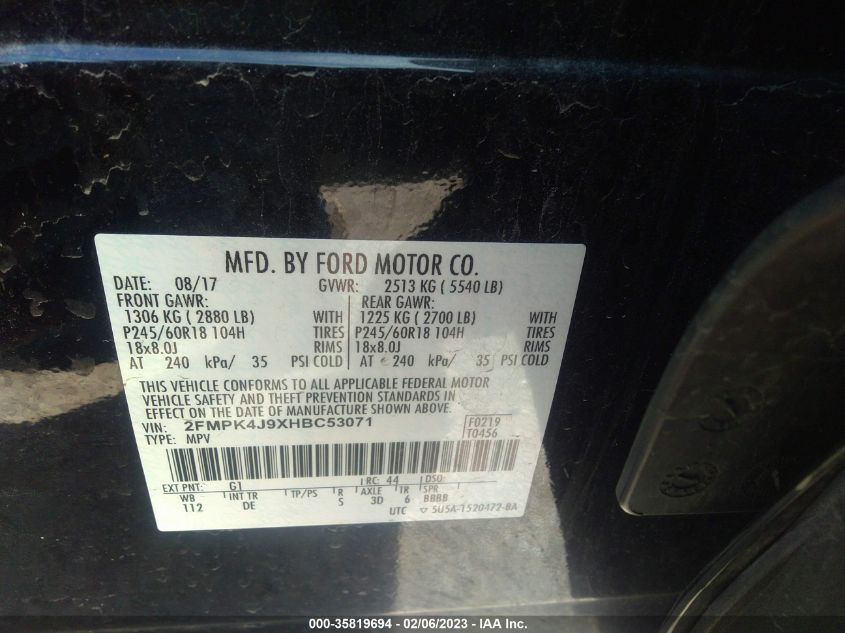 MFD. BY FORD MOTOR CO.
DATE: 08/17 GVWR: 2513 KG ( 5540 LB)
FRONT GAWR: REAR GAWR:
1306 KG ( 2880 LB) WITH 1225 KG ( 2700 LB) WITH
P245/60R18 104H TIRES P245/60R18 104H TIRES
18x8.0J RIMS 18x8.0J RIMS
AT 240 kPa/ 35 PSI COLD AT 240 kPa/ 35 PSI COLD
THIS VEHICLE CONFORMS TO ALL APPLICABLE FEDERAL MOTOR
VEHICLE SAFETY AND THEFT PREVENTION STANDARDS IN
EFFECT ON THE DATE OF MANUFACTURE SHOWN ABOVE.
VIN: 2FMPK4J9XHBC53071 F0219
TYPE: MPV T0456
EXT PNT: G1 RC: 44 DSO:
WB INT TR TP/PS R AXLE TR SPR
112 DE S 3D 6 BBBB
UTC ▽ 5U5A-1520472-BA
000-35819694 - 02/06/2023 - IAA Inc.